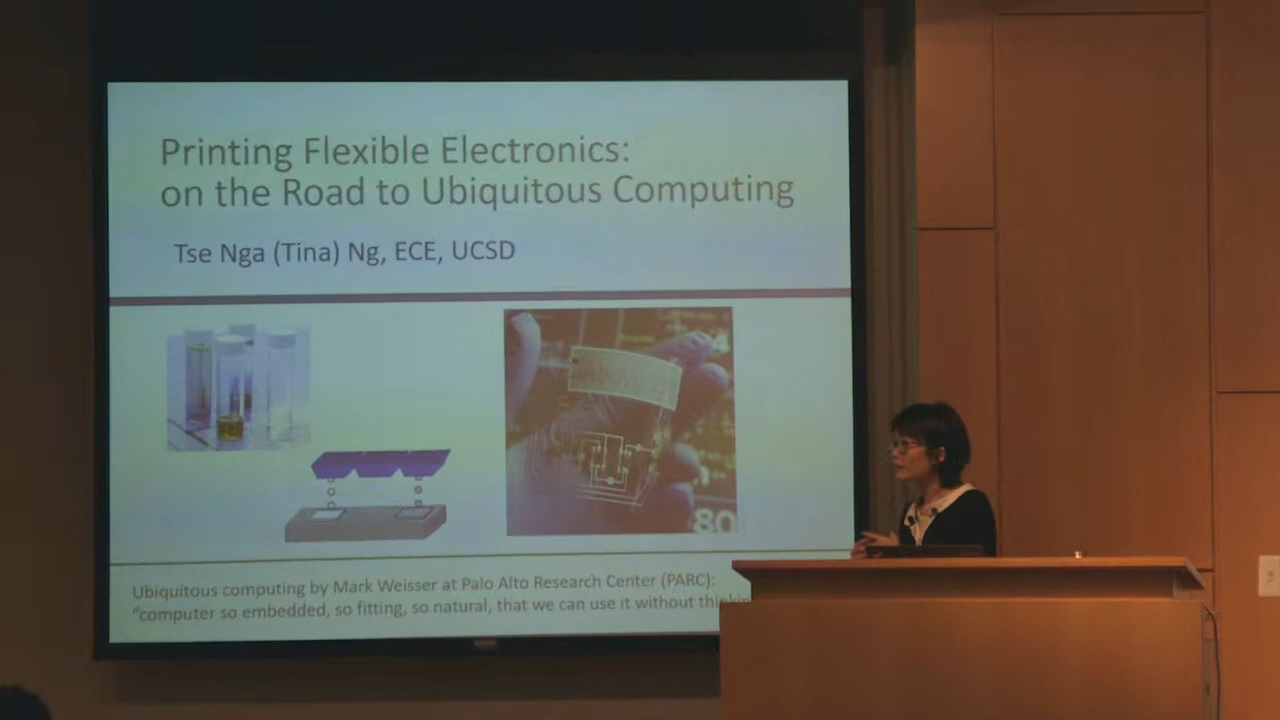 Printing Flexible Electronics:
on the Road to Ubiquitous Computing
Tse Nga (Tina) Ng, ECE, UCSD
80
Ubiquitous computing by Mark Weisser at Palo Alto Research Center (PARC):
"computer so embedded, so fitting, so natural, that we can use it without